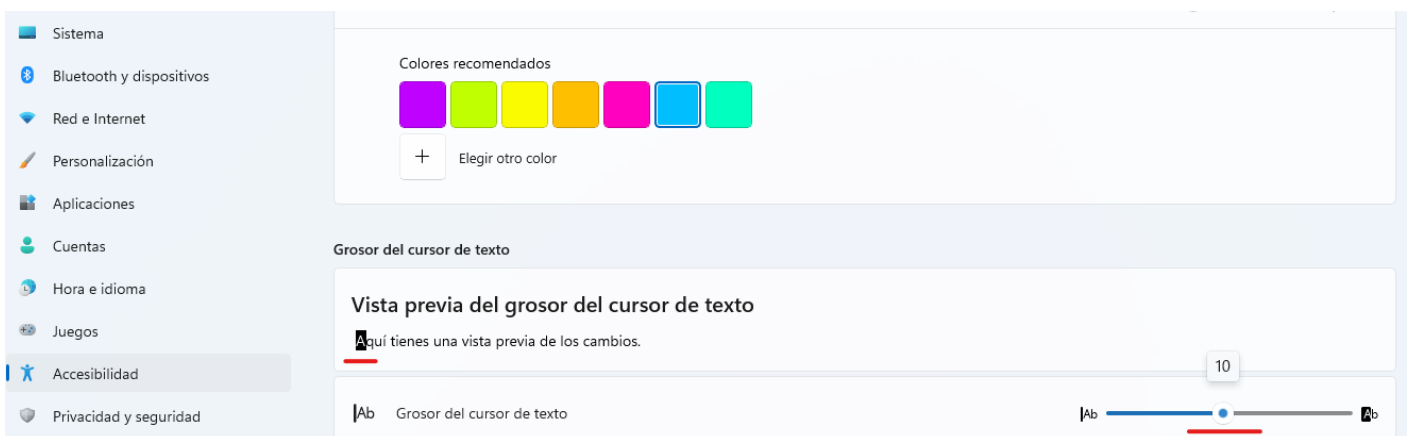 Sistema
Bluetooth y dispositivos
Red e Internet
Personalización
Aplicaciones
Cuentas
Hora e idioma
Juegos
Accesibilidad
Privacidad y seguridad
Colores recomendados
+ Elegir otro color
Grosor del cursor de texto
Vista previa del grosor del cursor de texto
Aquí tienes una vista previa de los cambios.
10
Ab Grosor del cursor de texto Ab Ab